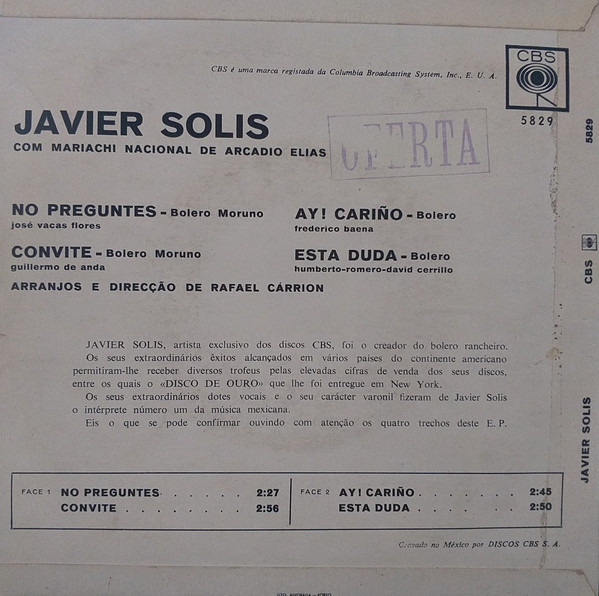 CBS é uma marca registada da Columbia Broadcasting System, Inc., E. U. A.
CBS
5829
JAVIER SOLIS
COM MARIACHI NACIONAL DE ARCADIO ELIAS
OFERTA
NO PREGUNTES - Bolero Moruno
josé vacas flores
AY! CARIÑO - Bolero
frederico baena
CONVITE - Bolero Moruno
guillermo de anda
ESTA DUDA - Bolero
humberto-romero-david cerrillo
ARRANJOS E DIRECÇÃO DE RAFAEL CARRION
JAVIER SOLIS, artista exclusivo dos discos CBS, foi o creador do bolero rancheiro.
Os seus extraordinários êxitos alcançados em vários paises do continente americano
permitiram-lhe receber diversos trofeus pelas elevadas cifras de venda dos seus discos,
entre os quais o «DISCO DE OURO» que lhe foi entregue em New York.
Os seus extraordinários dotes vocais e o seu carácter varonil fizeram de Javier Solis
o intérprete número um da música mexicana.
Eis o que se pode confirmar ouvindo com atenção os quatro trechos deste E. P.
FACE 1 NO PREGUNTES . . . . . . 2:27
CONVITE . . . . . . . . 2:56
FACE 2 AY! CARIÑO . . . . . . . 2:45
ESTA DUDA . . . . . . 2:50
Gravado no México por DISCOS CBS S. A.
5829
CBS
JAVIER SOLIS